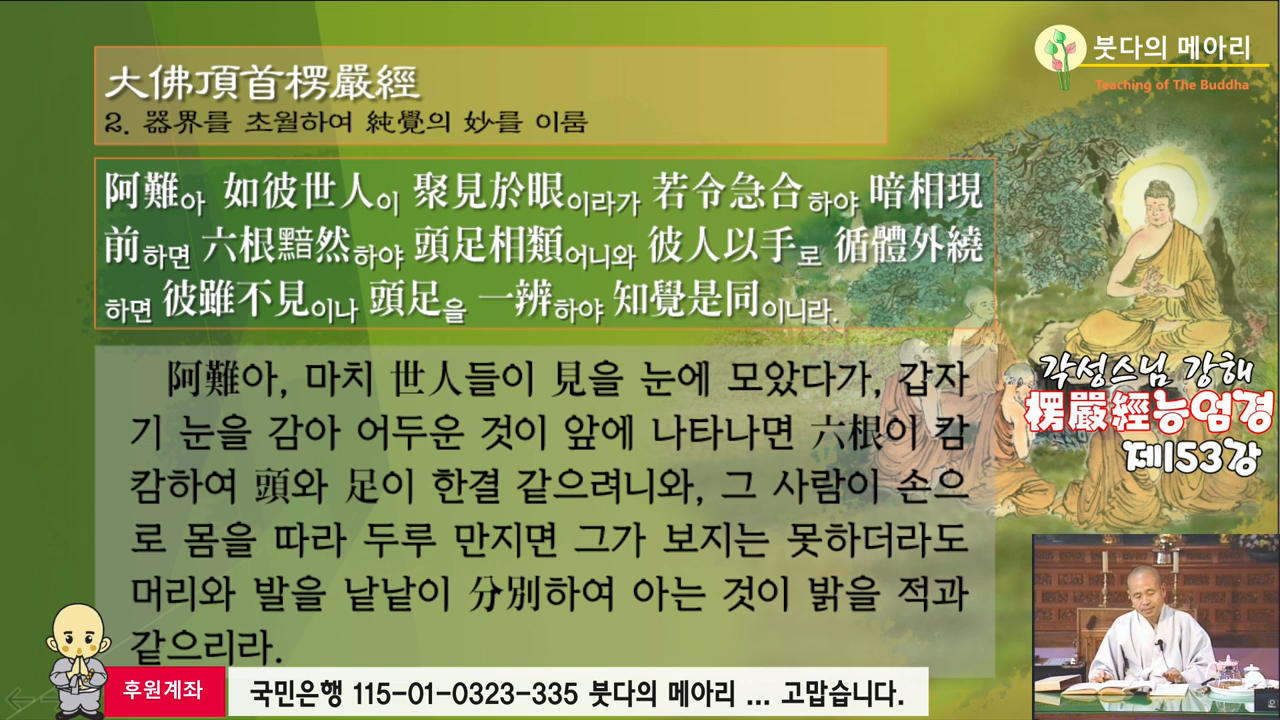 大佛頂首楞嚴經
2. 器界를 초월하여 純覺의 妙를 이룸
阿難아 如彼世人이 聚見於眼이라가 若令急合하야 暗相現
前하면 六根黯然하야 頭足相類어니와 彼人以手로 循體外繞
하면 彼雖不見이나 頭足을 一辨하야 知覺是同이니라.
阿難아, 마치 世人들이 見을 눈에 모았다가, 갑자
기 눈을 감아 어두운 것이 앞에 나타나면 六根이 캄
캄하여 頭와 足이 한결 같으려니와, 그 사람이 손으
로 몸을 따라 두루 만지면 그가 보지는 못하더라도
머리와 발을 낱낱이 分別하여 아는 것이 밝을 적과
같으리라.
붓다의 메아리
Teaching of The Buddha
각성스님 강해
楞嚴經능엄경
제153강
후원계좌
국민은행 115-01-0323-335 붓다의 메아리 ... 고맙습니다.